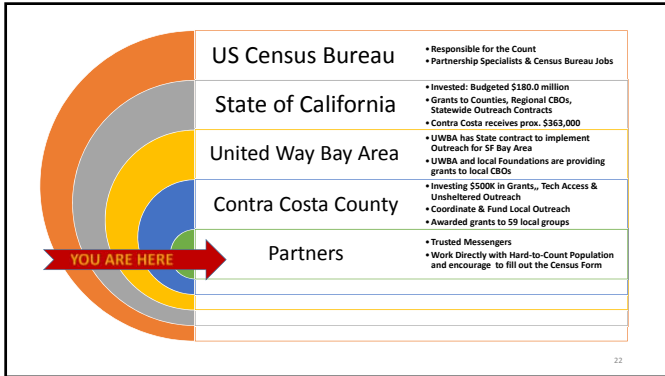 US Census Bureau
• Responsible for the Count
• Partnership Specialists & Census Bureau Jobs
State of California
• Invested: Budgeted $180.0 million
• Grants to Counties, Regional CBOs,
Statewide Outreach Contracts
• Contra Costa receives prox. $363,000
United Way Bay Area
• UWBA has State contract to implement
Outreach for SF Bay Area
• UWBA and local Foundations are providing
grants to local CBOs
Contra Costa County
• Investing $500K in Grants,, Tech Access &
Unsheltered Outreach
• Coordinate & Fund Local Outreach
• Awarded grants to 59 local groups
YOU ARE HERE
Partners
• Trusted Messengers
• Work Directly with Hard-to-Count Population
and encourage to fill out the Census Form
22